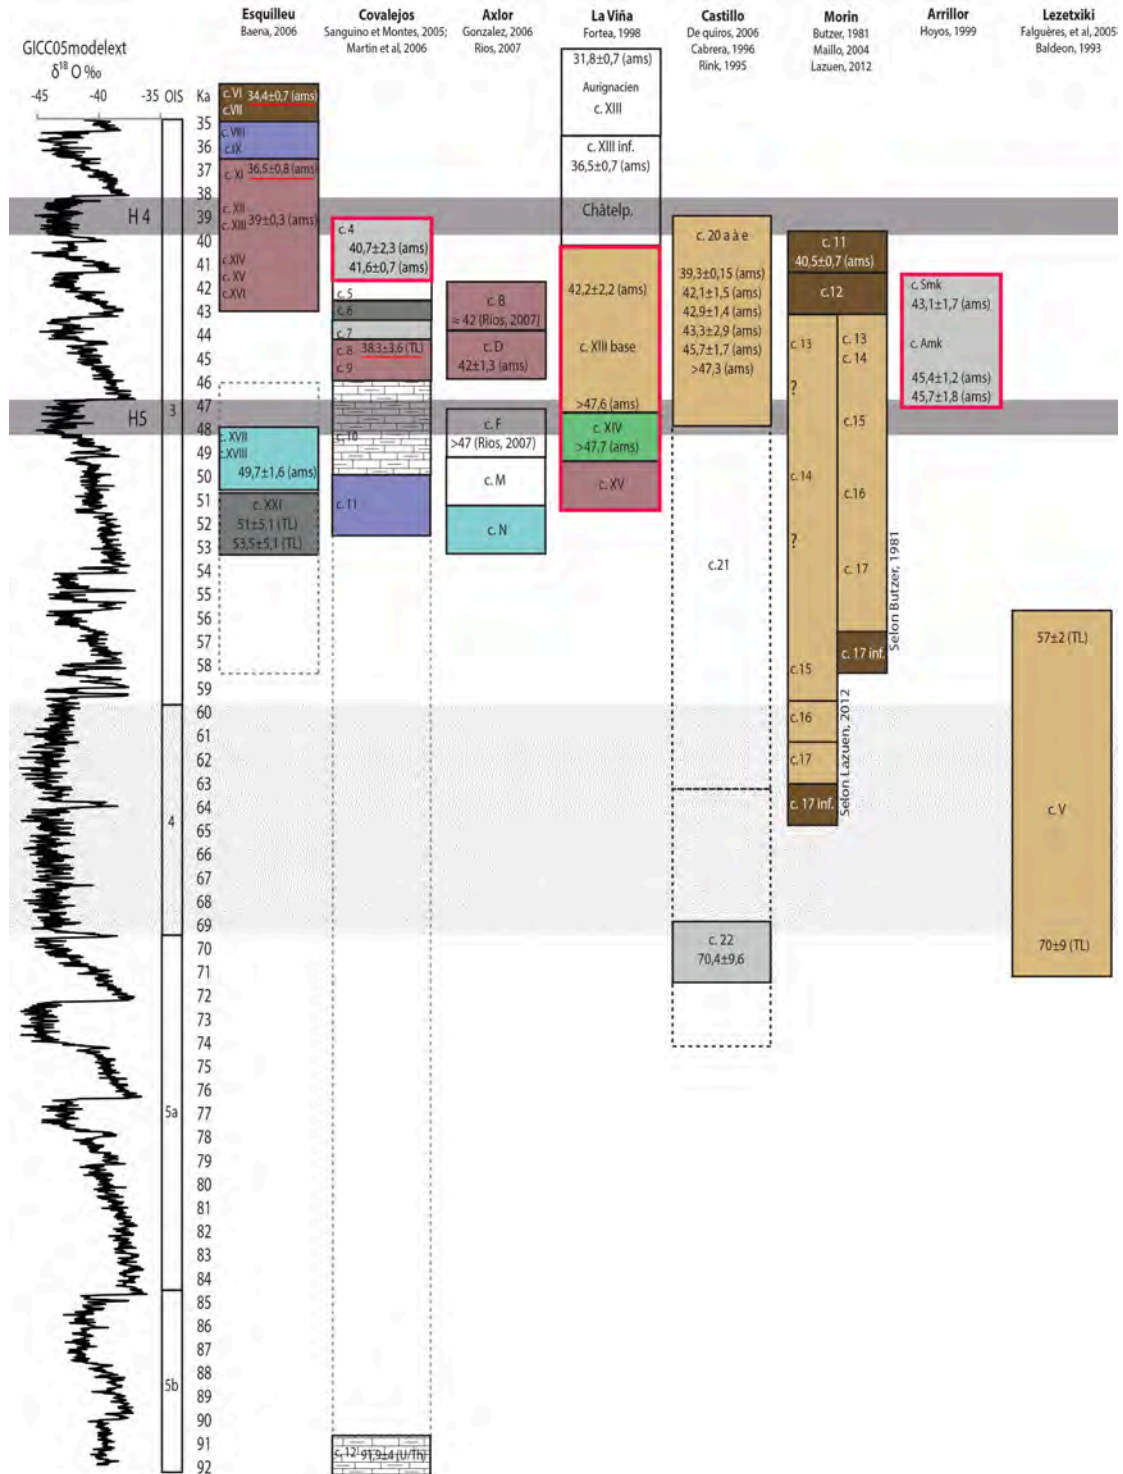 Esquilleu
Baena, 2006
Covalejos
Sanguino et Montes, 2005;
Martin et al, 2006
Axlor
Gonzalez, 2006
Rios, 2007
La Viña
Fortea, 1998
Castillo
De quiros, 2006
Cabrera, 1996
Rink, 1995
Morin
Butzer, 1981
Maillo, 2004
Lazuen, 2012
Arrillor
Hoyos, 1999
Lezetxiki
Falguères, et al, 2005
Baldeon, 1993
GICC05modelext
δ¹⁸ O ‰
-45 -40 -35 OIS Ka
35
36
37
38
39
40
41
42
43
44
45
46
47
48
49
50
51
52
53
54
55
56
57
58
59
60
61
62
63
64
65
66
67
68
69
70
71
72
73
74
75
76
77
78
79
80
81
82
83
84
85
86
87
88
89
90
91
92
H 4
H5
3
4
5a
5b
c. VI 34,4±0,7 (ams)
c.VII
c. VIII
c.IX
c. XI 36,5±0,8 (ams)
c. XII
c. XIII 39±0,3 (ams)
c.XIV
c. XV
c.XVI
c. XVII
c.XVIII
49,7±1,6 (ams)
c. XXI
51±5,1 (TL)
53,5±5,1 (TL)
c. 4
40,7±2,3 (ams)
41,6±0,7 (ams)
c. 5
c. 6
c. 7
c. 8 38,3±3,6 (TL)
c. 9
c. 10
c. 11
c. 12 91,9±4 (U/Th)
c. B
≈ 42 (Rios, 2007)
c. D
42±1,3 (ams)
c. F
>47 (Rios, 2007)
c. M
c. N
31,8±0,7 (ams)
Aurignacien
c. XIII
c. XIII inf.
36,5±0,7 (ams)
Châtelp.
42,2±2,2 (ams)
c. XIII base
>47,6 (ams)
c. XIV
>47,7 (ams)
c. XV
c. 20 a à e
39,3±0,15 (ams)
42,1±1,5 (ams)
42,9±1,4 (ams)
43,3±2,9 (ams)
45,7±1,7 (ams)
>47,3 (ams)
c.21
c. 22
70,4±9,6
c. 11
40,5±0,7 (ams)
c.12
c. 13
?
c. 14
?
c.15
c.16
c.17
c. 17 inf.
Selon Lazuen, 2012
c. 13
c. 14
c.15
c.16
c. 17
c. 17 inf.
Selon Butzer, 1981
c. Smk
43,1±1,7 (ams)
c. Amk
45,4±1,2 (ams)
45,7±1,8 (ams)
57±2 (TL)
c. V
70±9 (TL)